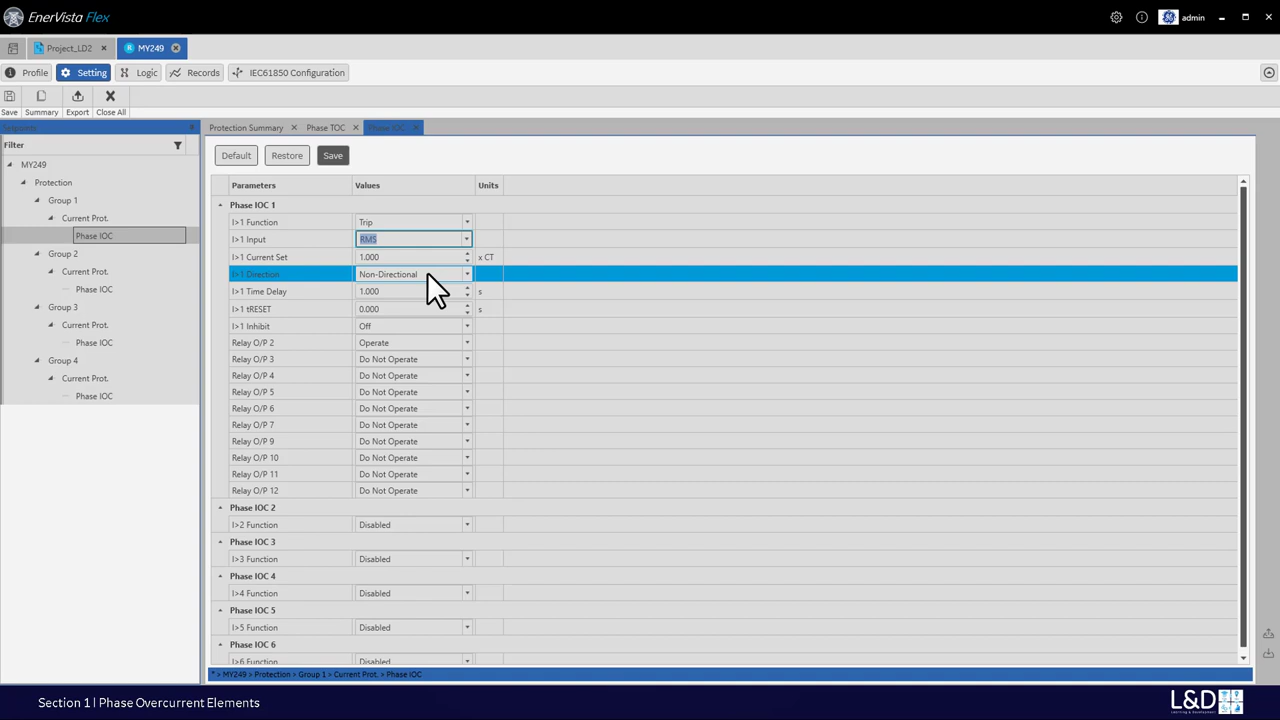 EnerVista Flex
admin
Project_LD2
MY249
Profile
Setting
Logic
Records
IEC61850 Configuration
Save
Summary
Export
Close All
Setpoints
Filter
MY249
Protection
Group 1
Current Prot.
Phase IOC
Group 2
Current Prot.
Phase IOC
Group 3
Current Prot.
Phase IOC
Group 4
Current Prot.
Phase IOC
Protection Summary
Phase TOC
Phase IOC
Default
Restore
Save
Parameters Values Units
Phase IOC 1
I>1 Function Trip
I>1 Input RMS
I>1 Current Set 1.000 x CT
I>1 Direction Non-Directional
I>1 Time Delay 1.000 s
I>1 tRESET 0.000 s
I>1 Inhibit Off
Relay O/P 2 Operate
Relay O/P 3 Do Not Operate
Relay O/P 4 Do Not Operate
Relay O/P 5 Do Not Operate
Relay O/P 6 Do Not Operate
Relay O/P 7 Do Not Operate
Relay O/P 9 Do Not Operate
Relay O/P 10 Do Not Operate
Relay O/P 11 Do Not Operate
Relay O/P 12 Do Not Operate
Phase IOC 2
I>2 Function Disabled
Phase IOC 3
I>3 Function Disabled
Phase IOC 4
I>4 Function Disabled
Phase IOC 5
I>5 Function Disabled
Phase IOC 6
I>6 Function Disabled
* > MY249 > Protection > Group 1 > Current Prot. > Phase IOC
Section 1 | Phase Overcurrent Elements
L&D
Learning & Development